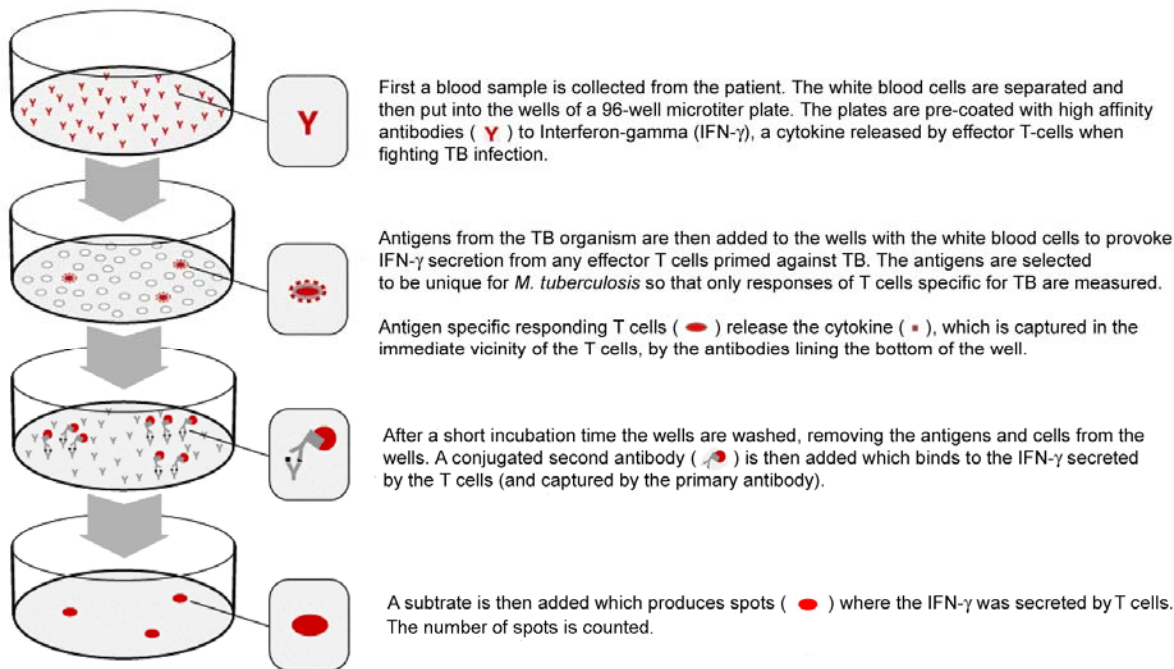 First a blood sample is collected from the patient. The white blood cells are separated and
then put into the wells of a 96-well microtiter plate. The plates are pre-coated with high affinity
antibodies ( Y ) to Interferon-gamma (IFN-γ), a cytokine released by effector T-cells when
fighting TB infection.
Antigens from the TB organism are then added to the wells with the white blood cells to provoke
IFN-γ secretion from any effector T cells primed against TB. The antigens are selected
to be unique for M. tuberculosis so that only responses of T cells specific for TB are measured.
Antigen specific responding T cells ( ) release the cytokine ( ), which is captured in the
immediate vicinity of the T cells, by the antibodies lining the bottom of the well.
After a short incubation time the wells are washed, removing the antigens and cells from the
wells. A conjugated second antibody ( ) is then added which binds to the IFN-γ secreted
by the T cells (and captured by the primary antibody).
A subtrate is then added which produces spots ( ) where the IFN-γ was secreted by T cells.
The number of spots is counted.